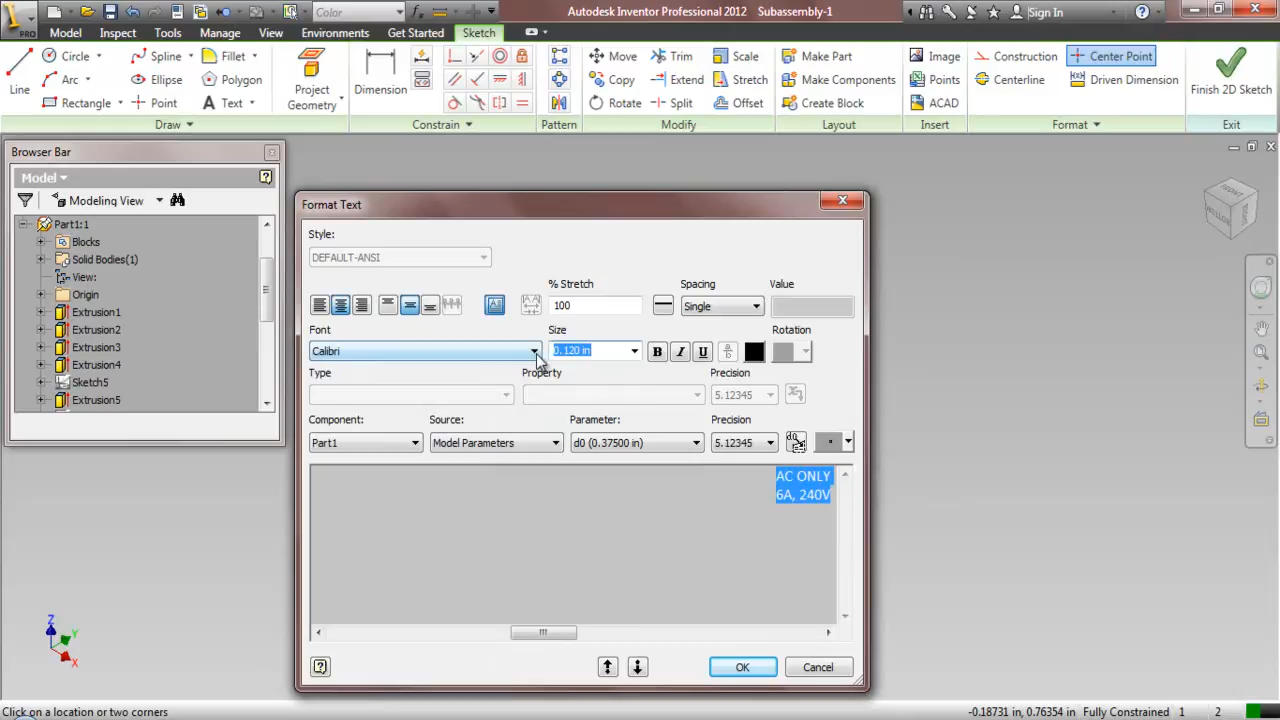 PRO
Color
Autodesk Inventor Professional 2012 Subassembly-1
Sign In
Model Inspect Tools Manage View Environments Get Started Sketch
Line
Circle
Arc
Rectangle
Spline
Ellipse
Point
Fillet
Polygon
Text
Project
Geometry
Dimension
Move
Copy
Rotate
Trim
Extend
Split
Scale
Stretch
Offset
Make Part
Make Components
Create Block
Image
Points
ACAD
Construction
Centerline
Center Point
Driven Dimension
Finish 2D Sketch
Draw
Constrain
Pattern
Modify
Layout
Insert
Format
Exit
Browser Bar
Model
Modeling View
Part1:1
Blocks
Solid Bodies(1)
View:
Origin
Extrusion1
Extrusion2
Extrusion3
Extrusion4
Sketch5
Extrusion5
Format Text
Style:
DEFAULT-ANSI
% Stretch
100
Spacing
Single
Value
Font
Calibri
Size
0.120 in
B I U
Rotation
Type
Property
Precision
5.12345
Component:
Part1
Source:
Model Parameters
Parameter:
d0 (0.37500 in)
Precision
5.12345
AC ONLY
6A, 240V
OK
Cancel
FRONT
Z
Y
X
Click on a location or two corners
-0.18731 in, 0.76354 in Fully Constrained 1 2